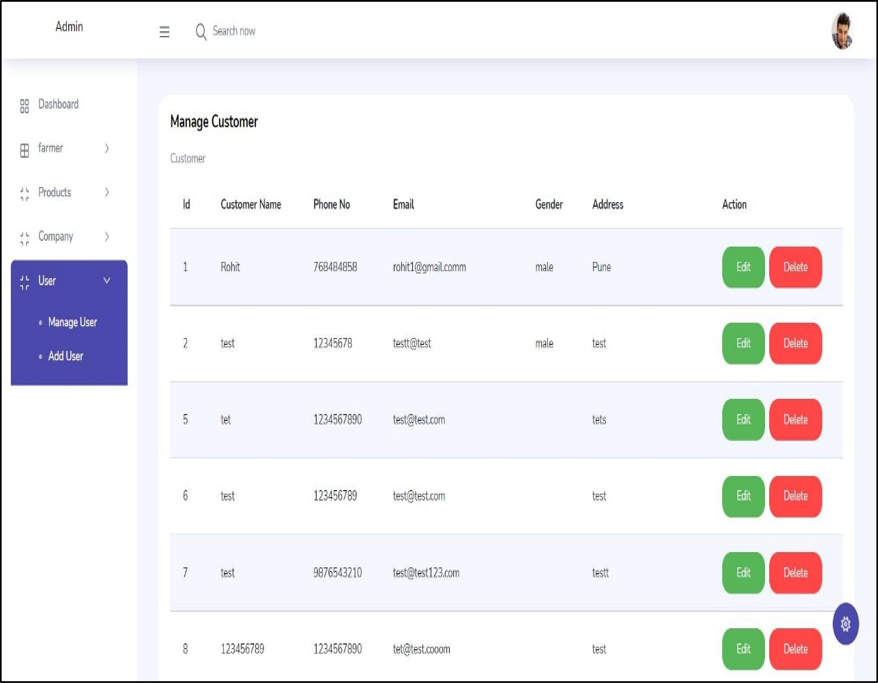 Admin
Search now
Dashboard
farmer
Products
Company
User
Manage User
Add User
Manage Customer
Customer
Id Customer Name Phone No Email Gender Address Action
1 Rohit 768484858 rohit1@gmail.comm male Pune Edit Delete
2 test 12345678 testt@test male test Edit Delete
5 tet 1234567890 test@test.com tets Edit Delete
6 test 123456789 test@test.com test Edit Delete
7 test 9876543210 test@test123.com testt Edit Delete
8 123456789 1234567890 tet@test.cooom test Edit Delete